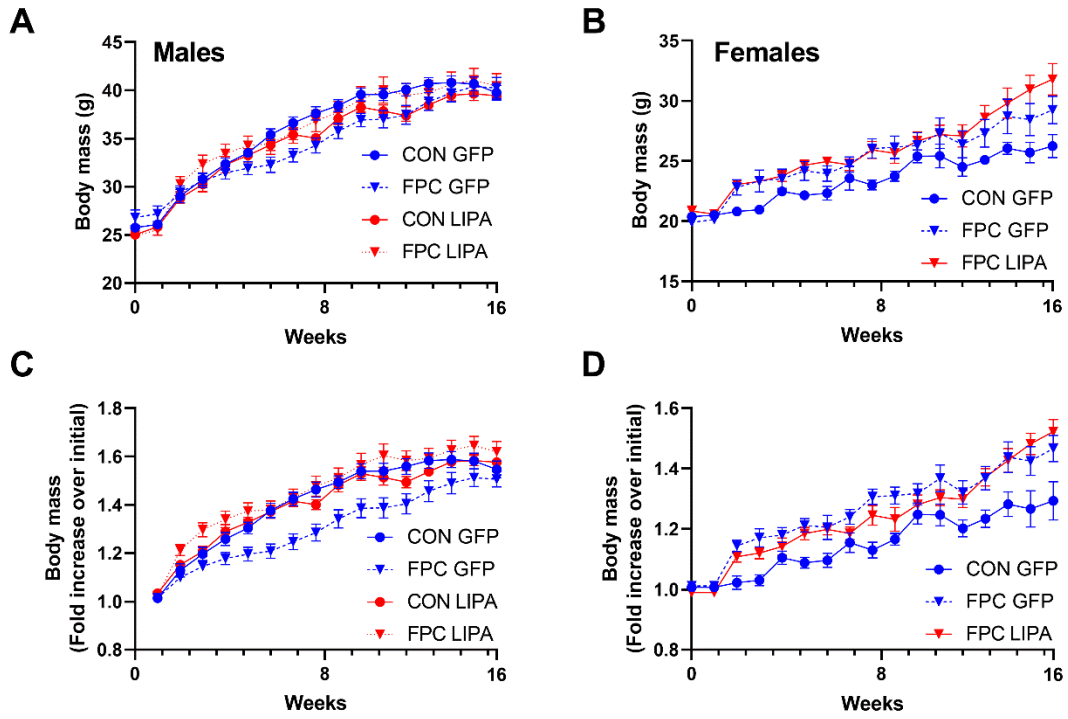 A
Males
45
40
35
30
25
20
Body mass (g)
0
8
16
Weeks
CON GFP
FPC GFP
CON LIPA
FPC LIPA
B
Females
35
30
25
20
15
Body mass (g)
0
8
16
Weeks
CON GFP
FPC GFP
FPC LIPA
C
1.8
1.6
1.4
1.2
1.0
0.8
Body mass
(Fold increase over initial)
0
8
16
Weeks
CON GFP
FPC GFP
CON LIPA
FPC LIPA
D
1.6
1.4
1.2
1.0
0.8
Body mass
(Fold increase over initial)
0
8
16
Weeks
CON GFP
FPC GFP
FPC LIPA